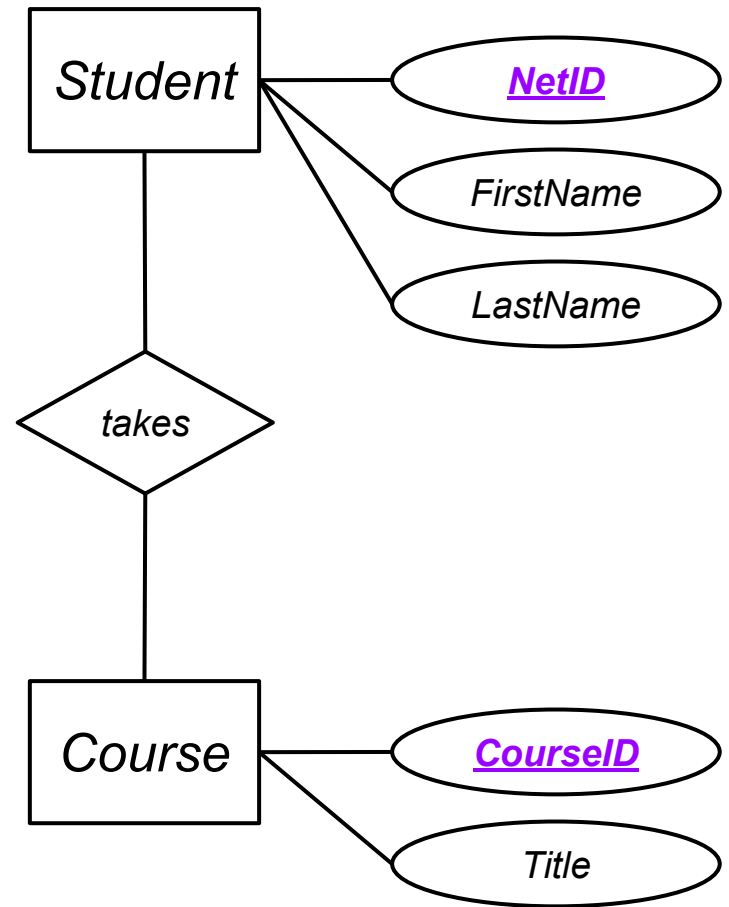 Student
NetID
FirstName
LastName
takes
Course
CourseID
Title